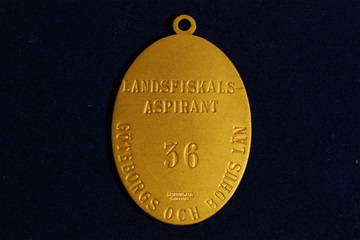 LANDSFISKALS-
ASPIRANT
36
GÖTEBORGS OCH BOHUS LÄN